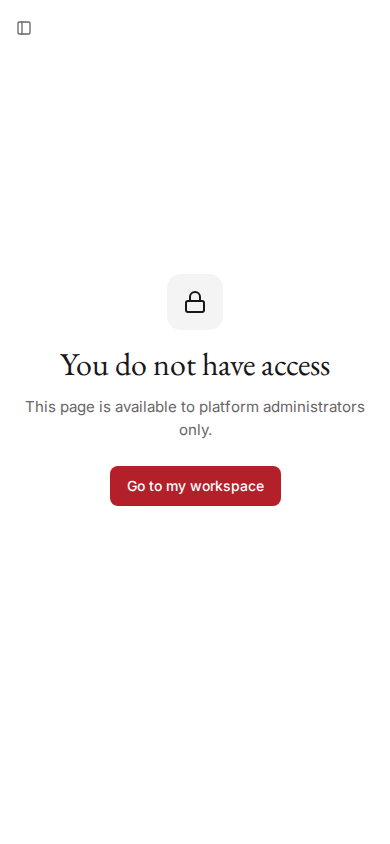 You do not have access
This page is available to platform administrators
only.
Go to my workspace